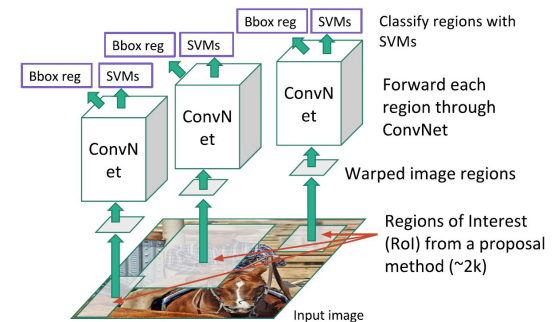 Bbox reg
SVMs
Classify regions with
SVMs
Bbox reg
SVMs
Bbox reg
SVMs
ConvN
et
ConvN
et
ConvN
et
Forward each
region through
ConvNet
Warped image regions
Regions of Interest
(RoI) from a proposal
method (~2k)
Input image